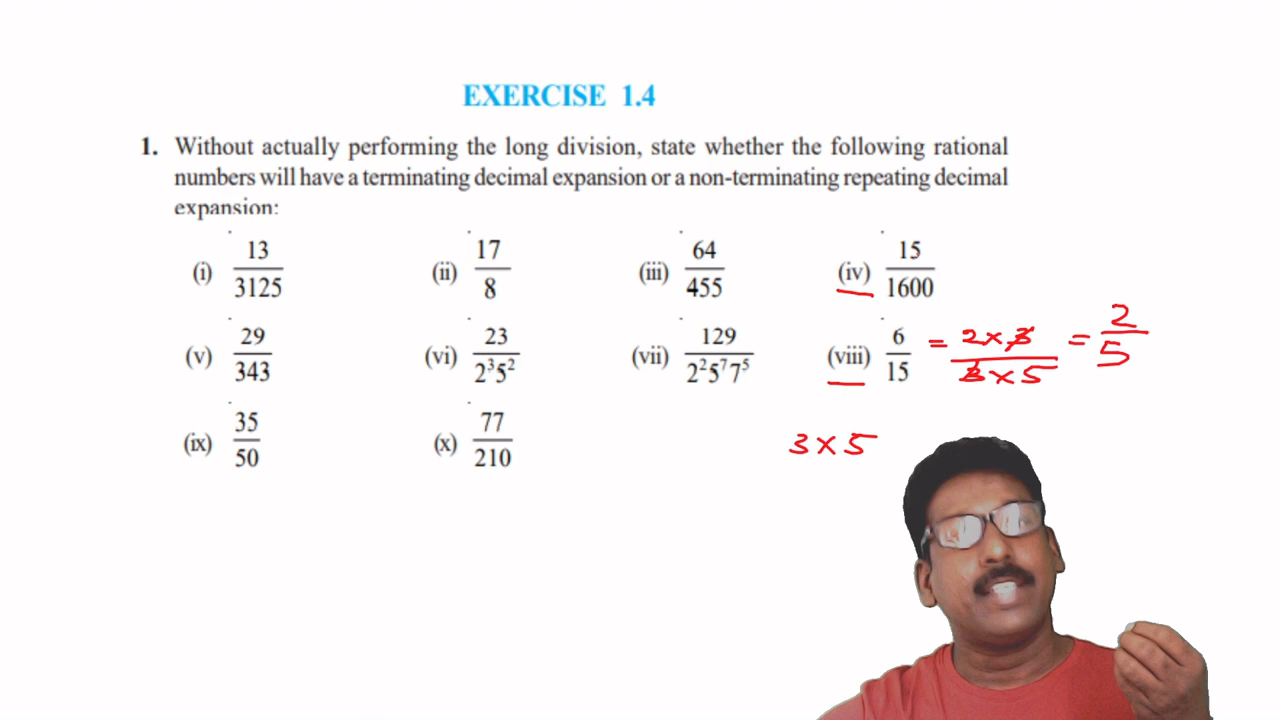 EXERCISE 1.4
1. Without actually performing the long division, state whether the following rational
numbers will have a terminating decimal expansion or a non-terminating repeating decimal
expansion:
(i) 13/3125 (ii) 17/8 (iii) 64/455 (iv) 15/1600
(v) 29/343 (vi) 23/2³5² (vii) 129/2²5⁷7⁵ (viii) 6/15 = 2×3/3×5 = 2/5
(ix) 35/50 (x) 77/210 3×5